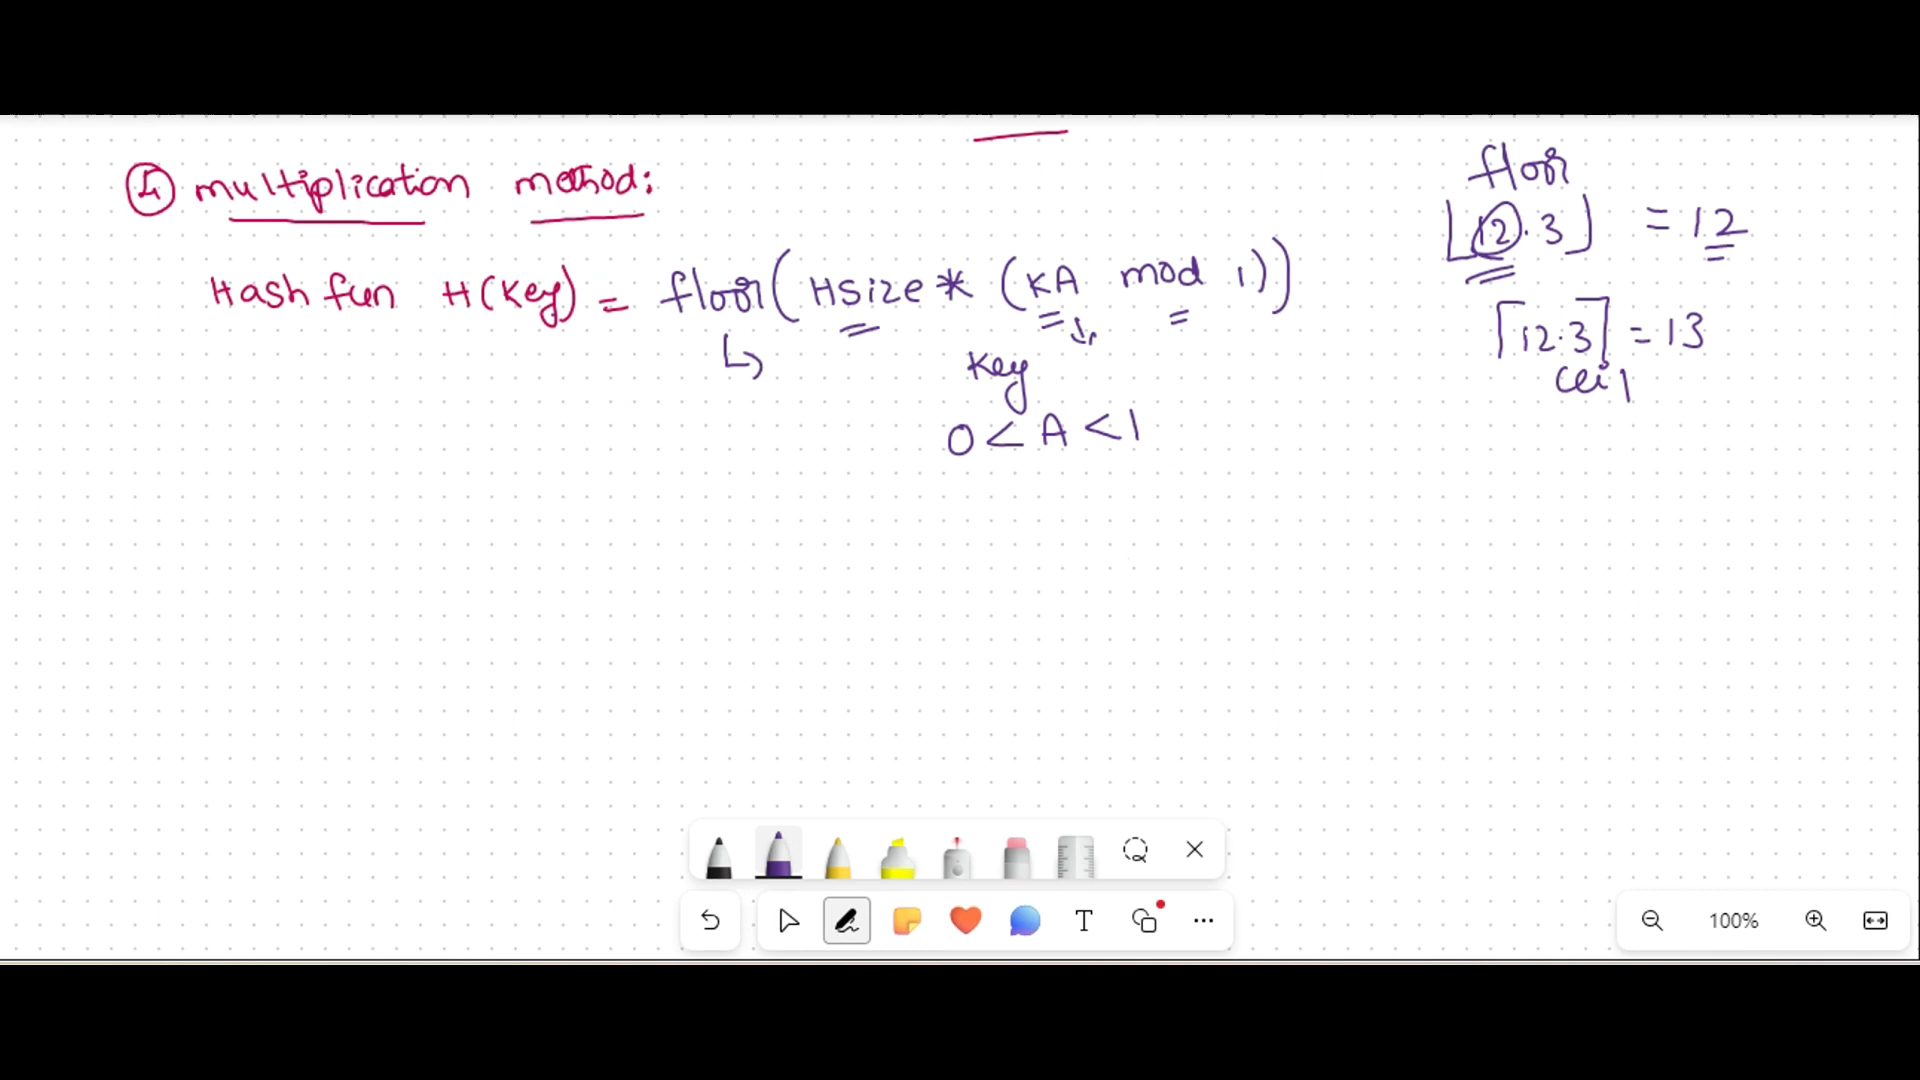 ④ multiplication method:
Hash fun H(Key) = floor(Hsize * (KA mod 1))
Key
0 < A < 1
floor
⌊12.3⌋ = 12
⌈12.3⌉ = 13
ceil
T
100%